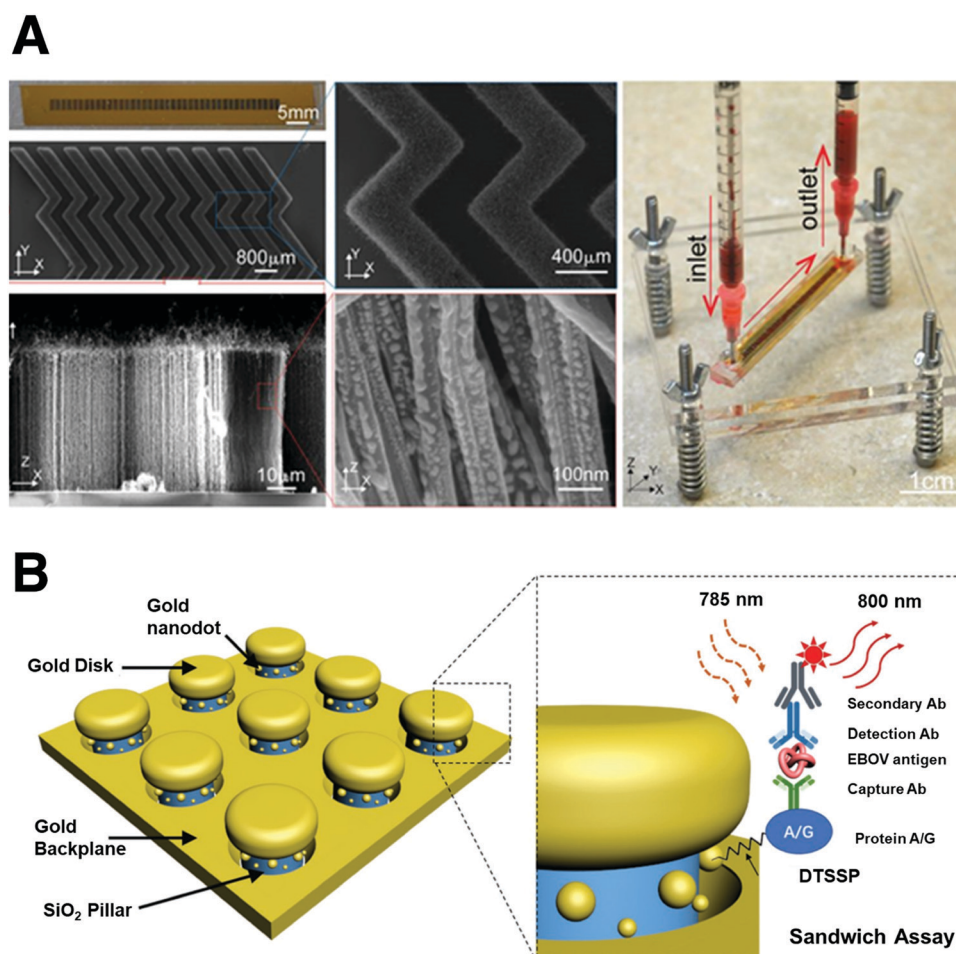 A
5mm
Y
X
800μm
Y
X
400μm
Z
X
10μm
Z
X
100nm
inlet
outlet
Z
Y
X
1cm
B
Gold
nanodot
Gold Disk
Gold
Backplane
SiO₂ Pillar
785 nm
800 nm
Secondary Ab
Detection Ab
EBOV antigen
Capture Ab
A/G
Protein A/G
DTSSP
Sandwich Assay